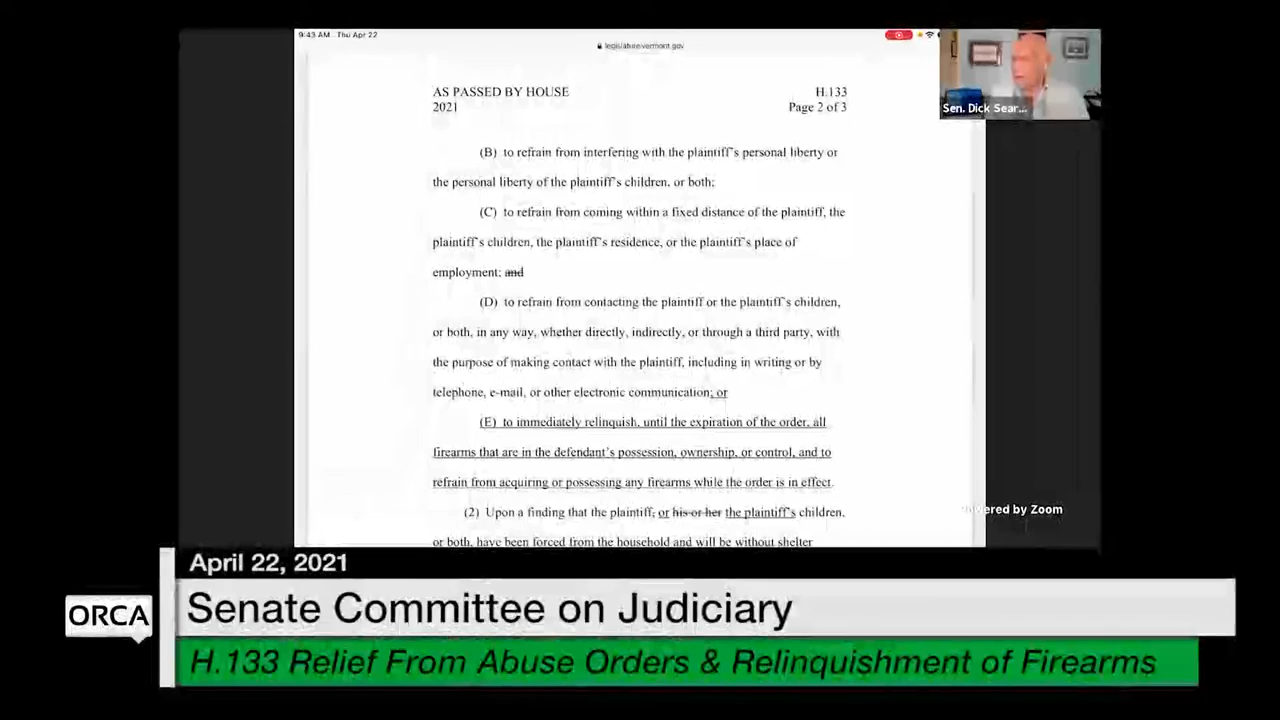 9:43 AM Thu Apr 22
legislature.vermont.gov
AS PASSED BY HOUSE
H.133
2021
Page 2 of 3
Sen. Dick Sear...
(B) to refrain from interfering with the plaintiff's personal liberty or
the personal liberty of the plaintiff's children, or both;
(C) to refrain from coming within a fixed distance of the plaintiff, the
plaintiff's children, the plaintiff's residence, or the plaintiff's place of
employment; and
(D) to refrain from contacting the plaintiff or the plaintiff's children,
or both, in any way, whether directly, indirectly, or through a third party, with
the purpose of making contact with the plaintiff, including in writing or by
telephone, e-mail, or other electronic communication; or
(E) to immediately relinquish, until the expiration of the order, all
firearms that are in the defendant's possession, ownership, or control, and to
refrain from acquiring or possessing any firearms while the order is in effect.
(2) Upon a finding that the plaintiff, or his or her the plaintiff's children,
or both, have been forced from the household and will be without shelter
Powered by Zoom
April 22, 2021
ORCA
Senate Committee on Judiciary
H.133 Relief From Abuse Orders & Relinquishment of Firearms